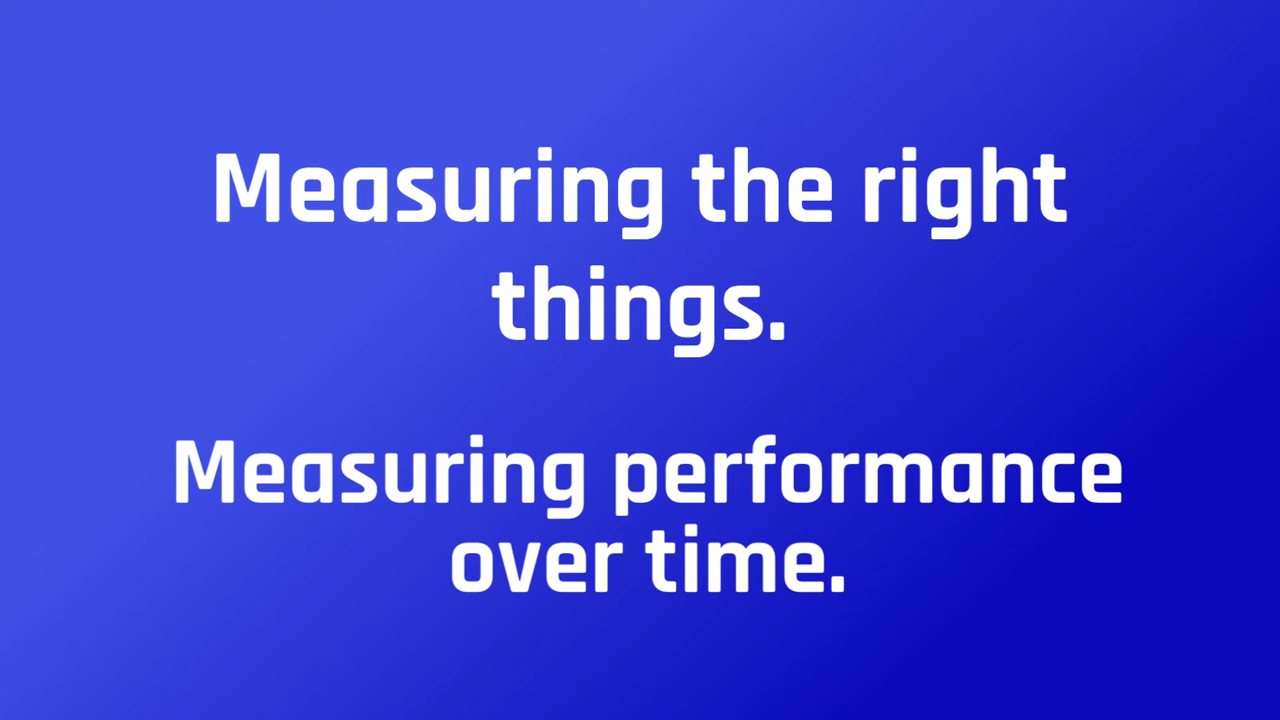 Measuring the right
things.
Measuring performance
over time.